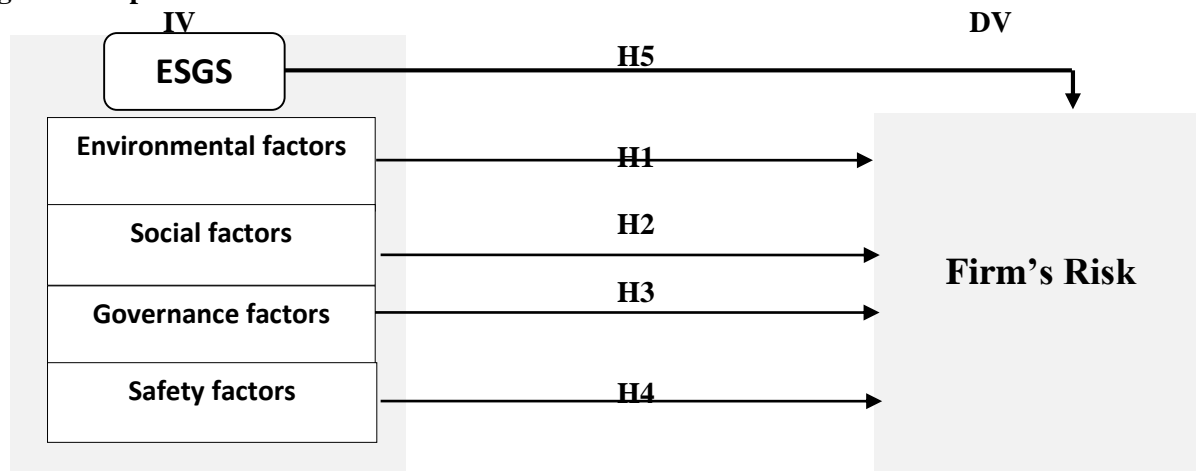 IV
DV
ESGS
H5
Environmental factors
H1
Social factors
H2
Firm's Risk
Governance factors
H3
Safety factors
H4